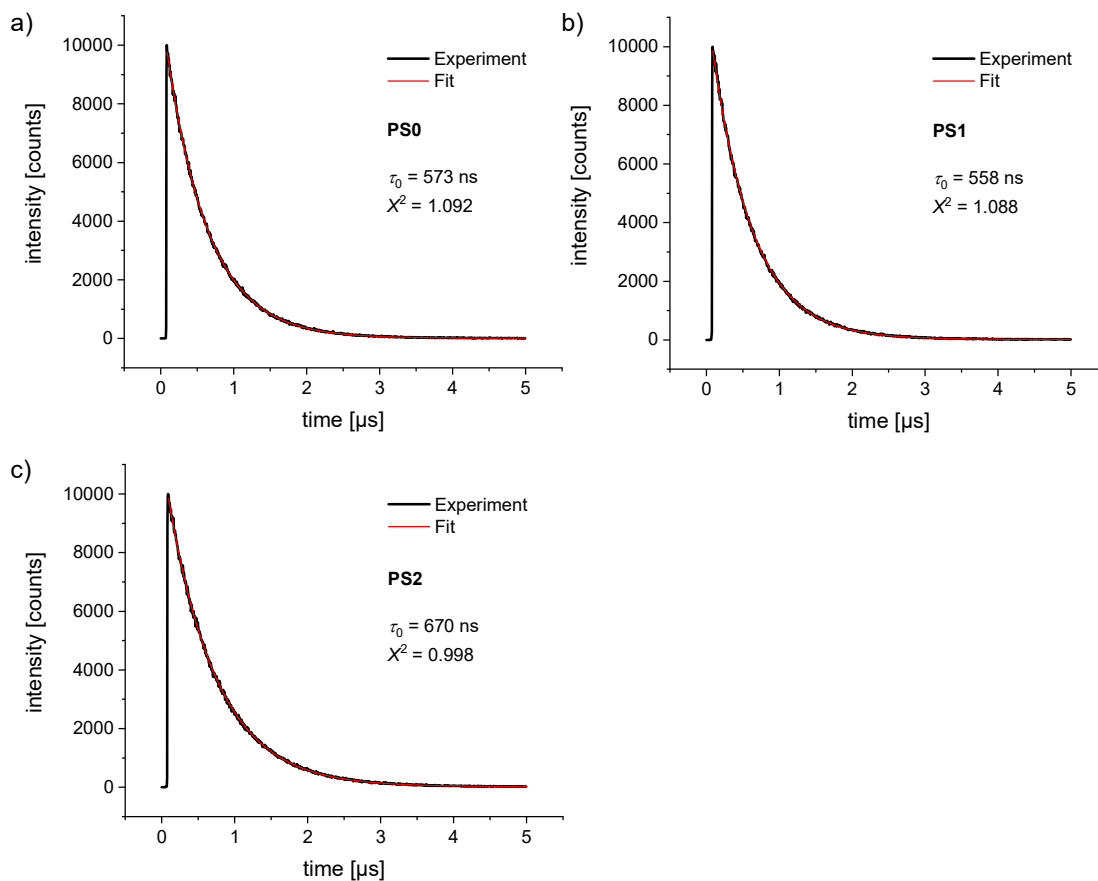 a)
10000
8000
6000
4000
2000
0
intensity [counts]
Experiment
Fit
PS0
τ0 = 573 ns
X² = 1.092
0 1 2 3 4 5
time [µs]
b)
10000
8000
6000
4000
2000
0
intensity [counts]
Experiment
Fit
PS1
τ0 = 558 ns
X² = 1.088
0 1 2 3 4 5
time [µs]
c)
10000
8000
6000
4000
2000
0
intensity [counts]
Experiment
Fit
PS2
τ0 = 670 ns
X² = 0.998
0 1 2 3 4 5
time [µs]